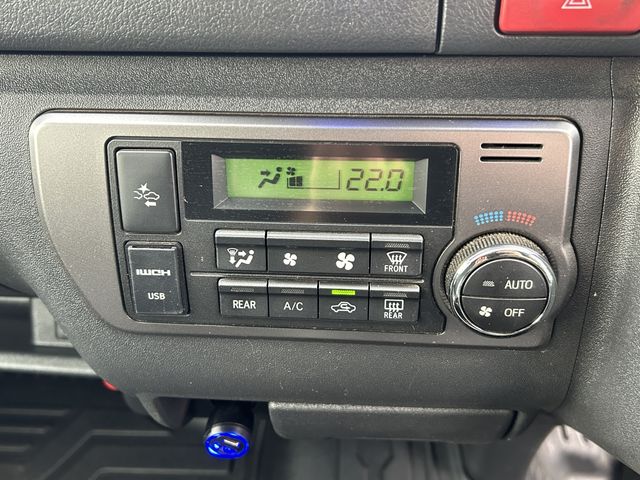 22.0
FRONT
USB
REAR A/C REAR
AUTO
OFF